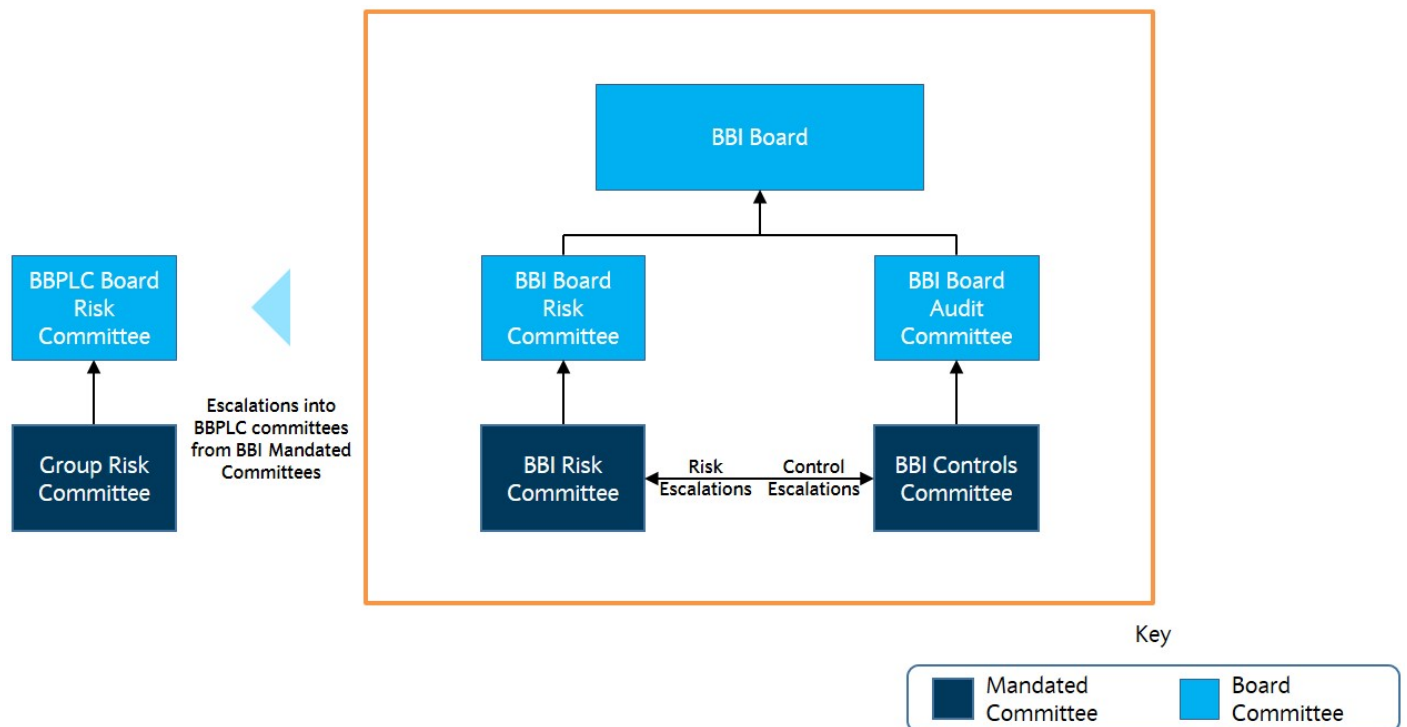 BBI Board
BBPLC Board
Risk
Committee
BBI Board
Risk
Committee
BBI Board
Audit
Committee
Escalations into
BBPLC committees
from BBI Mandated
Committees
Group Risk
Committee
BBI Risk
Committee
Risk
Escalations
Control
Escalations
BBI Controls
Committee
Key
Mandated
Committee
Board
Committee